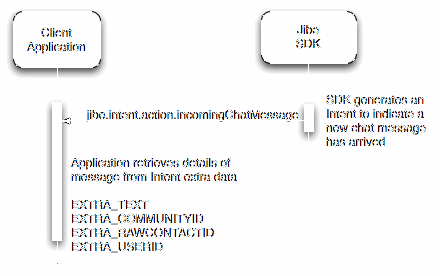 Client
Application
Jibe
SDK
jibe.intent.action.incomingChatMessage
SDK generates an
Intent to indicate a
new chat message
has arrived
Application retrieves details of
message from Intent extra data
EXTRA_TEXT
EXTRA_COMMUNITYID
EXTRA_RAWCONTACTID
EXTRA_USERID